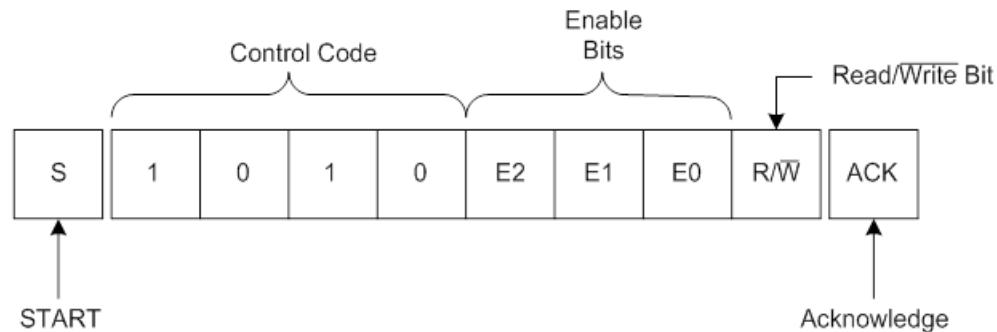 Enable
Bits
Control Code
Read/Write Bit
S 1 0 1 0 E2 E1 E0 R/W̅ ACK
START Acknowledge